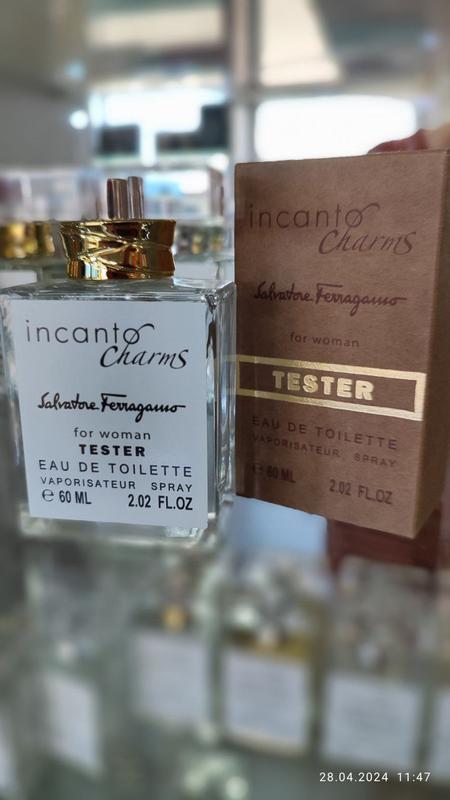 incanto
Charms
Salvatore Ferragamo
for woman
TESTER
EAU DE TOILETTE
VAPORISATEUR SPRAY
℮ 60 ML 2.02 FL.OZ
incanto
Charms
Salvatore Ferragamo
for woman
TESTER
EAU DE TOILETTE
VAPORISATEUR SPRAY
℮ 60 ML 2.02 FL.OZ
28.04.2024 11:47